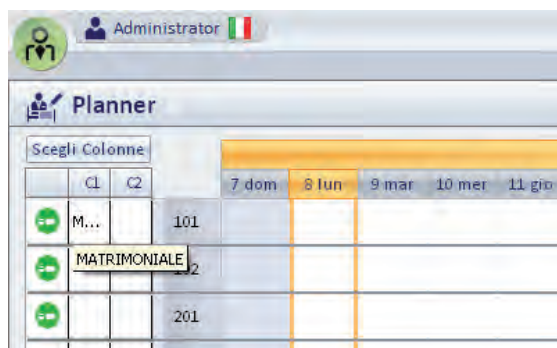 Administrator
Planner
Scegli Colonne
C1 C2 7 dom 8 lun 9 mar 10 mer 11 gio
M... 101
MATRIMONIALE 2
201